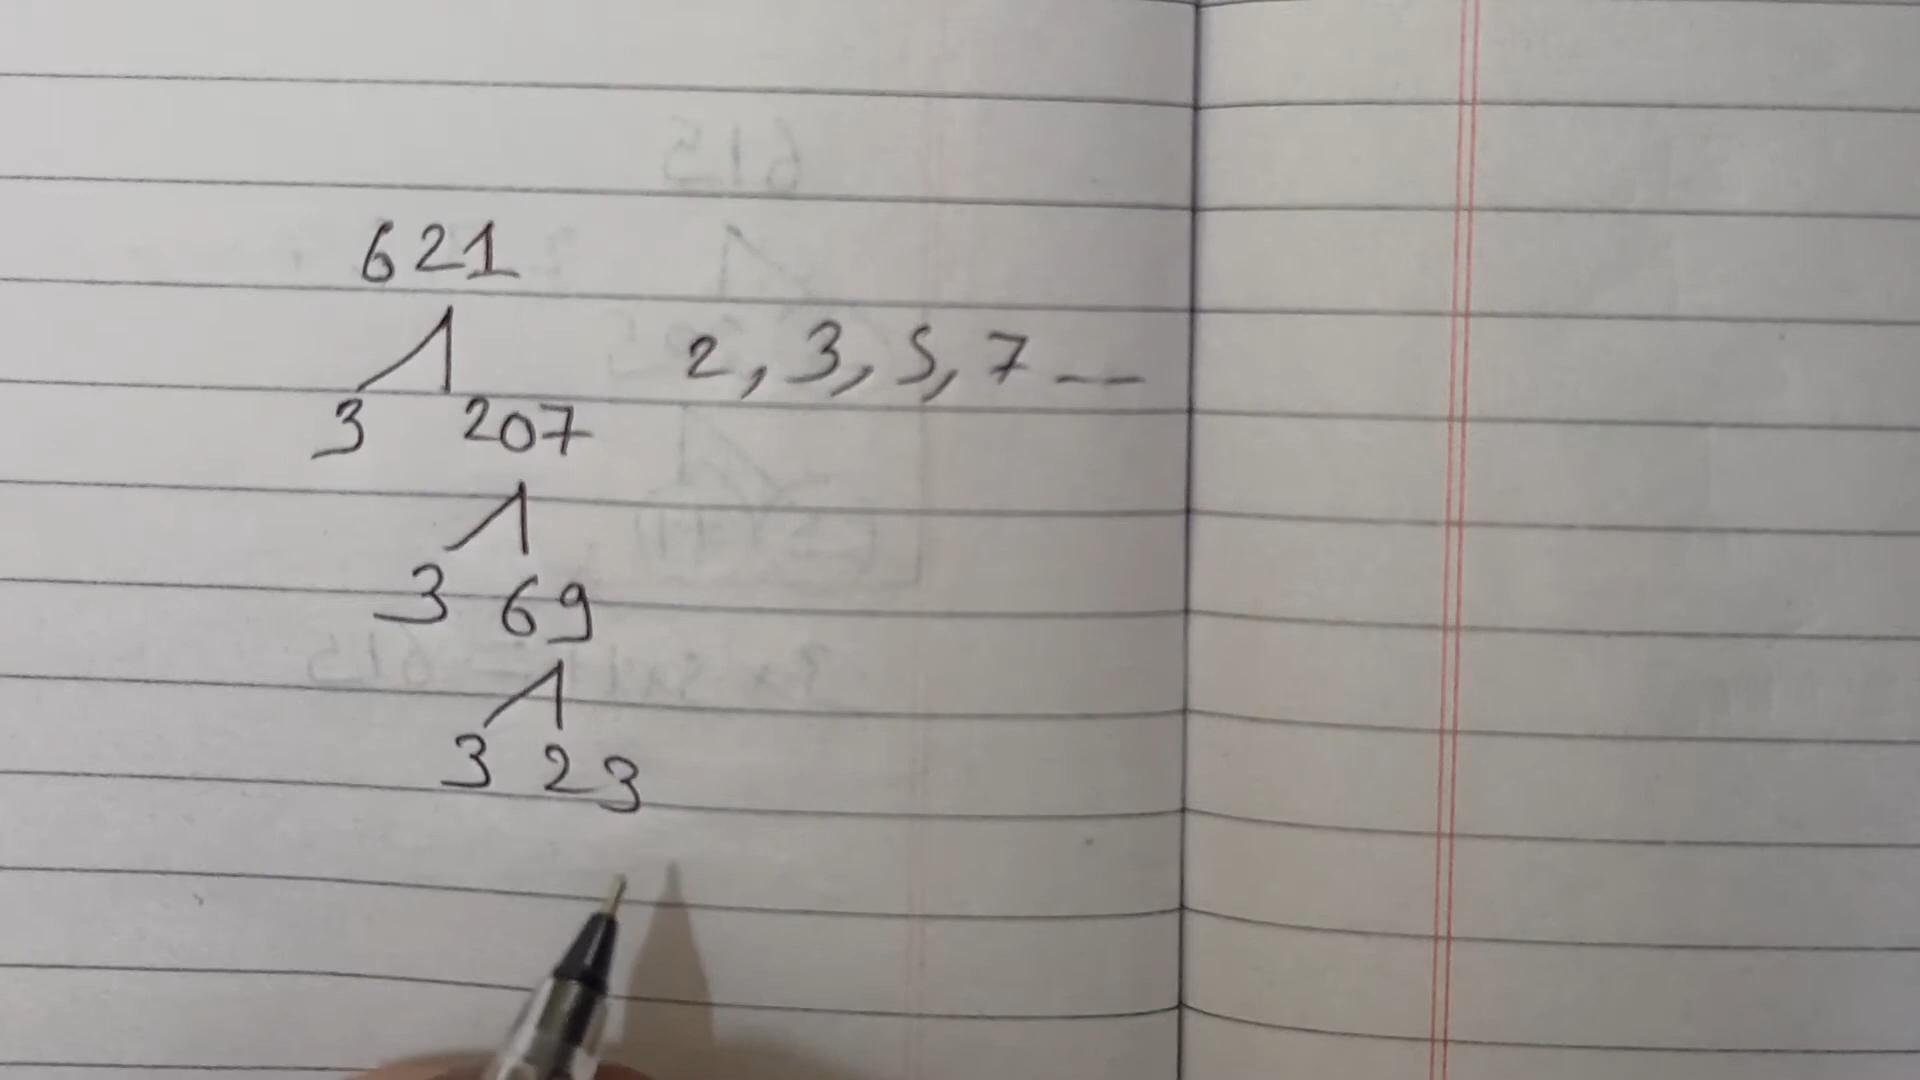 621
2, 3, 5, 7 --
3 207
3 69
3 23